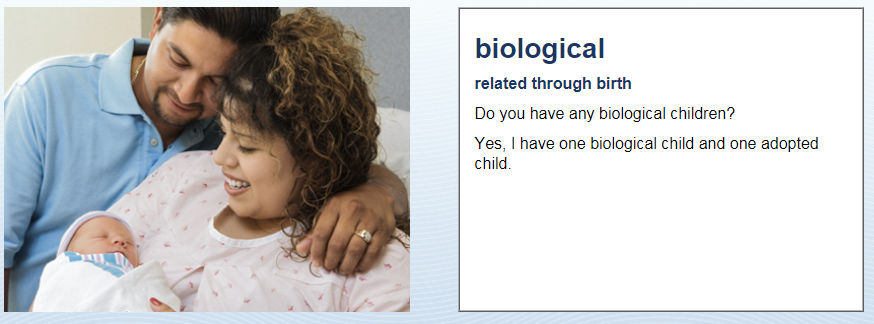 biological
related through birth
Do you have any biological children?
Yes, I have one biological child and one adopted
child.